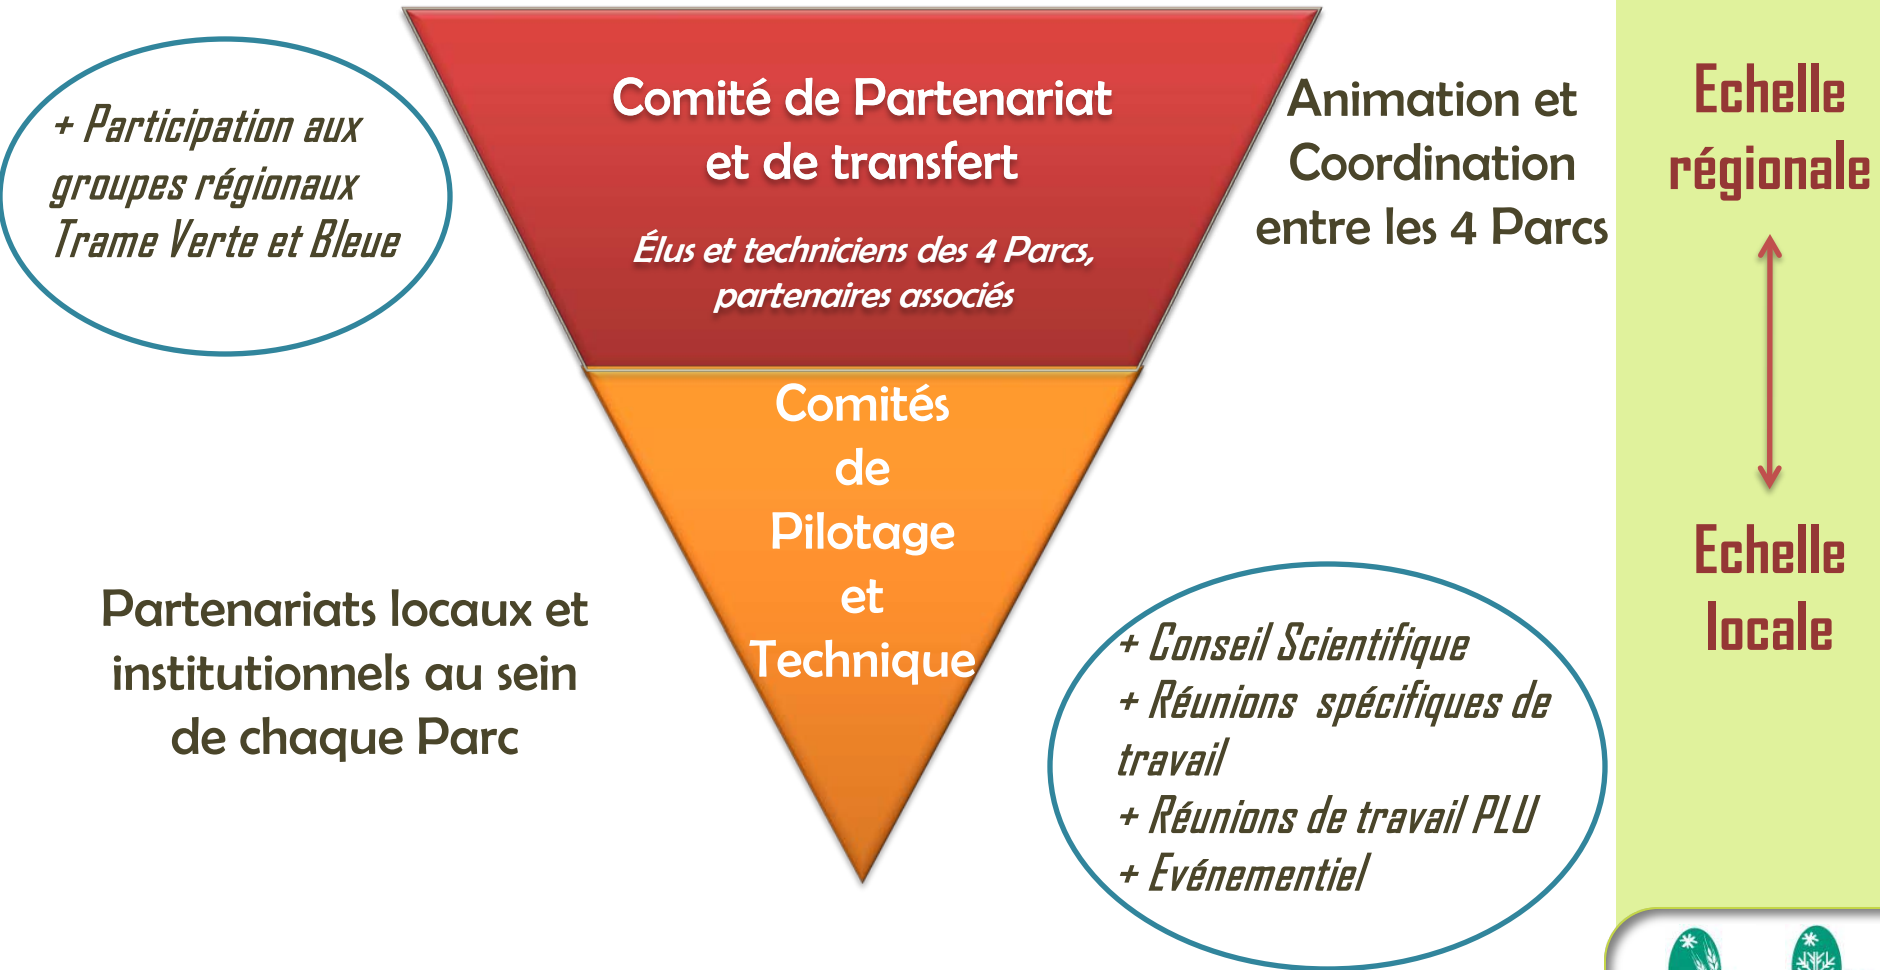 + Participation aux
groupes régionaux
Trame Verte et Bleue
Comité de Partenariat
et de transfert
Élus et techniciens des 4 Parcs,
partenaires associés
Animation et
Coordination
entre les 4 Parcs
Echelle
régionale
Comités
de
Pilotage
et
Technique
Partenariats locaux et
institutionnels au sein
de chaque Parc
+ Conseil Scientifique
+ Réunions  spécifiques de
travail
+ Réunions de travail PLU
+ Evénementiel
Echelle
locale